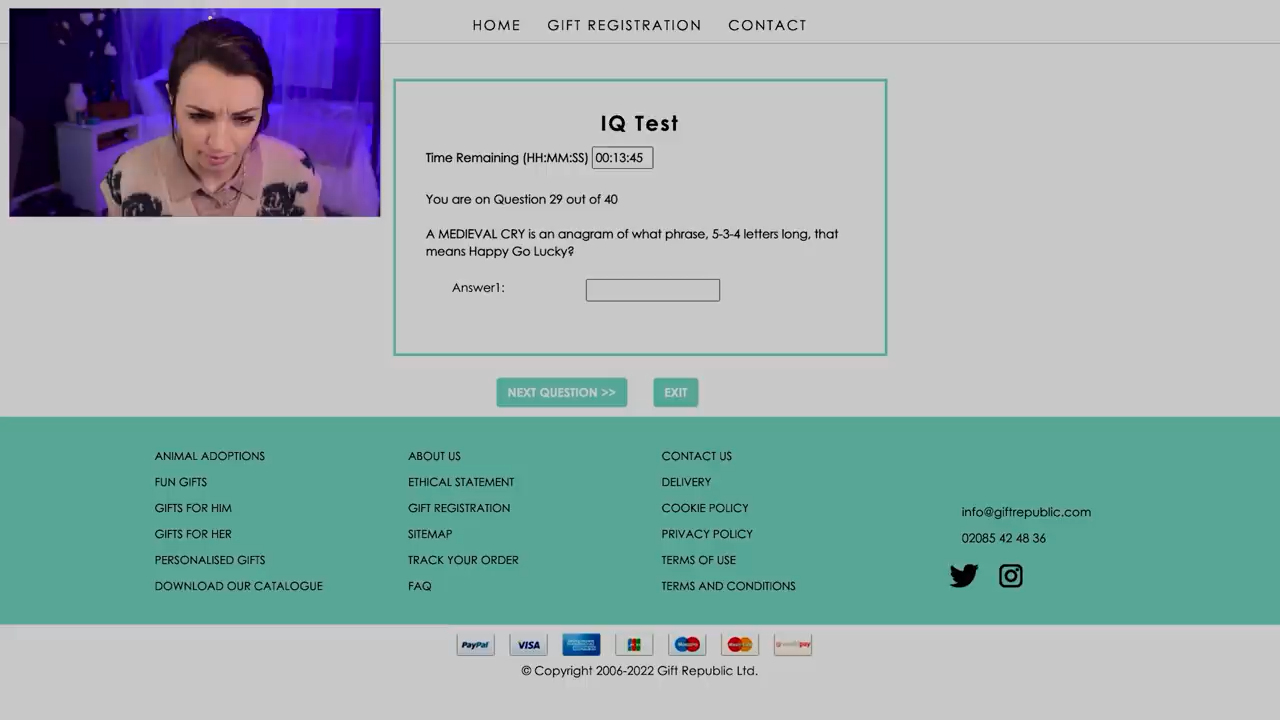 HOME GIFT REGISTRATION CONTACT
IQ Test
Time Remaining (HH:MM:SS) 00:13:45
You are on Question 29 out of 40
A MEDIEVAL CRY is an anagram of what phrase, 5-3-4 letters long, that
means Happy Go Lucky?
Answer1:
NEXT QUESTION >> EXIT
ANIMAL ADOPTIONS
FUN GIFTS
GIFTS FOR HIM
GIFTS FOR HER
PERSONALISED GIFTS
DOWNLOAD OUR CATALOGUE
ABOUT US
ETHICAL STATEMENT
GIFT REGISTRATION
SITEMAP
TRACK YOUR ORDER
FAQ
CONTACT US
DELIVERY
COOKIE POLICY
PRIVACY POLICY
TERMS OF USE
TERMS AND CONDITIONS
info@giftrepublic.com
02085 42 48 36
PayPal VISA
© Copyright 2006-2022 Gift Republic Ltd.